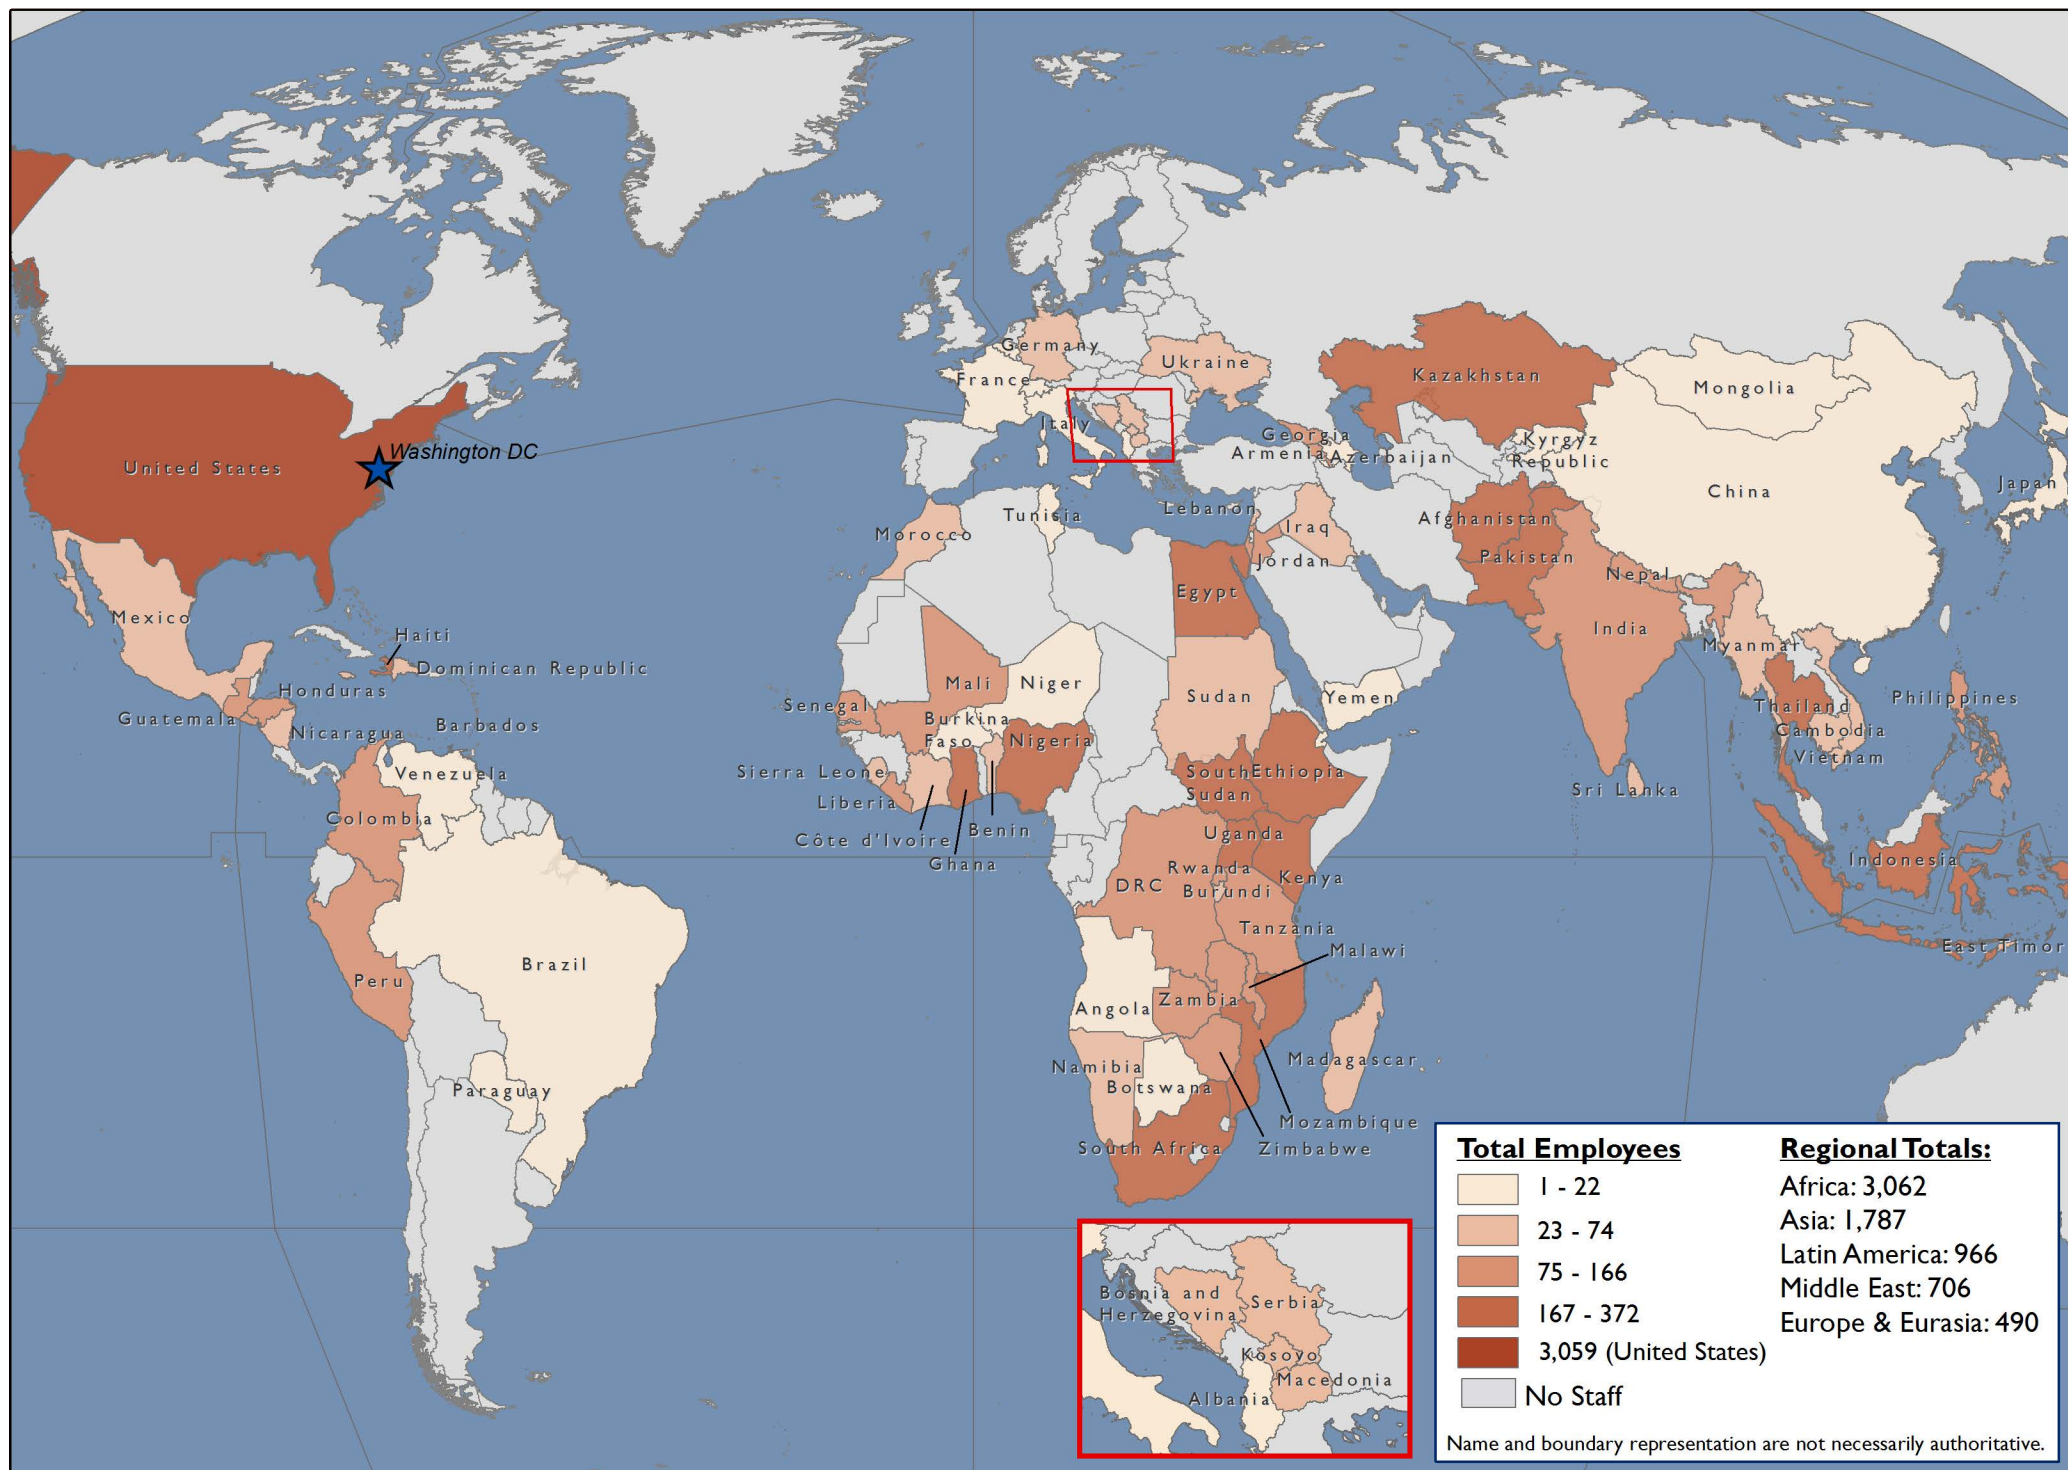 Germany
Ukraine
France
Kazakhstan
Mongolia
Italy
Georgia
Kyrgyz
Republic
Armenia
Azerbaijan
Washington DC
United States
China
Japan
Tunisia
Lebanon
Morocco
Iraq
Afghanistan
Jordan
Pakistan
Nepal
Egypt
Mexico
India
Haiti
Myanmar
Dominican Republic
Honduras
Mali
Niger
Sudan
Yemen
Senegal
Thailand
Philippines
Guatemala
Nicaragua
Barbados
Burkina
Faso
Nigeria
Cambodia
Vietnam
Venezuela
Sierra Leone
South
Sudan
Ethiopia
Sri Lanka
Liberia
Colombia
Côte d'Ivoire
Benin
Ghana
Uganda
Indonesia
Rwanda
Kenya
DRC
Burundi
Tanzania
East Timor
Malawi
Brazil
Peru
Angola
Zambia
Madagascar
Namibia
Botswana
Paraguay
Mozambique
South Africa
Zimbabwe
Bosnia and
Herzegovina
Serbia
Kosovo
Macedonia
Albania
Total Employees
1 - 22
23 - 74
75 - 166
167 - 372
3,059 (United States)
No Staff
Regional Totals:
Africa: 3,062
Asia: 1,787
Latin America: 966
Middle East: 706
Europe & Eurasia: 490
Name and boundary representation are not necessarily authoritative.